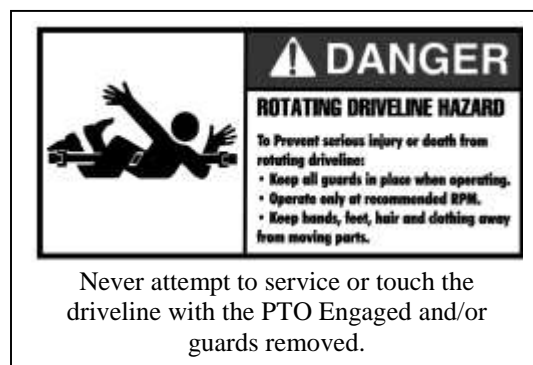 DANGER
ROTATING DRIVELINE HAZARD
To Prevent serious injury or death from
rotating driveline:
• Keep all guards in place when operating.
• Operate only at recommended RPM.
• Keep hands, feet, hair and clothing away
from moving parts.
Never attempt to service or touch the
driveline with the PTO Engaged and/or
guards removed.